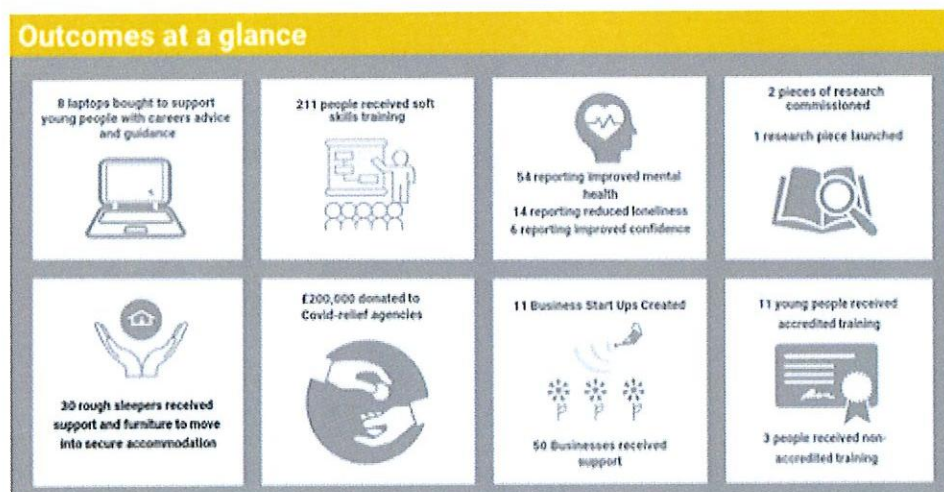 Outcomes at a glance
8 laptops bought to support
young people with careers advice
and guidance
211 people received soft
skills training
54 reporting improved mental
health
14 reporting reduced loneliness
6 reporting improved confidence
2 pieces of research
commissioned
1 research piece launched
30 rough sleepers received
support and furniture to move
into secure accommodation
£200,000 donated to
Covid-relief agencies
11 Business Start Ups Created
50 Businesses received
support
11 young people received
accredited training
3 people received non-
accredited training